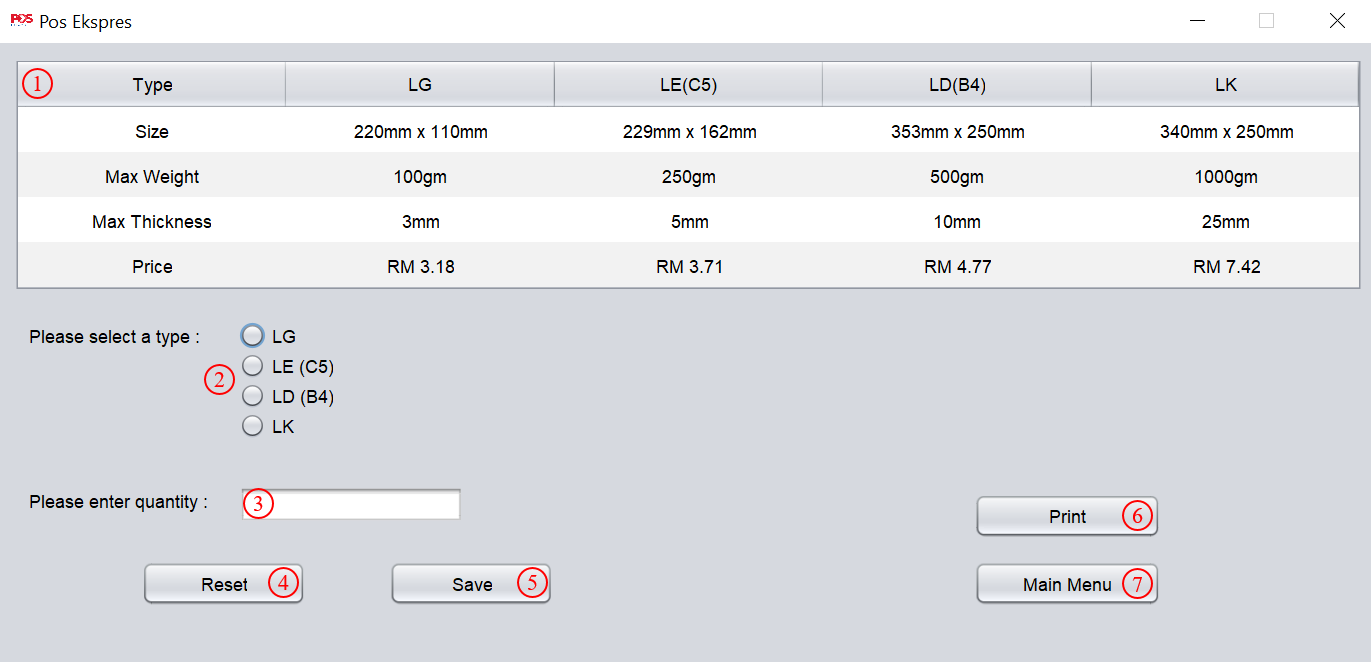 POS Pos Ekspres
① Type LG LE(C5) LD(B4) LK
Size 220mm x 110mm 229mm x 162mm 353mm x 250mm 340mm x 250mm
Max Weight 100gm 250gm 500gm 1000gm
Max Thickness 3mm 5mm 10mm 25mm
Price RM 3.18 RM 3.71 RM 4.77 RM 7.42
Please select a type : LG
② LE (C5)
LD (B4)
LK
Please enter quantity : ③
Print ⑥
Reset ④ Save ⑤ Main Menu ⑦